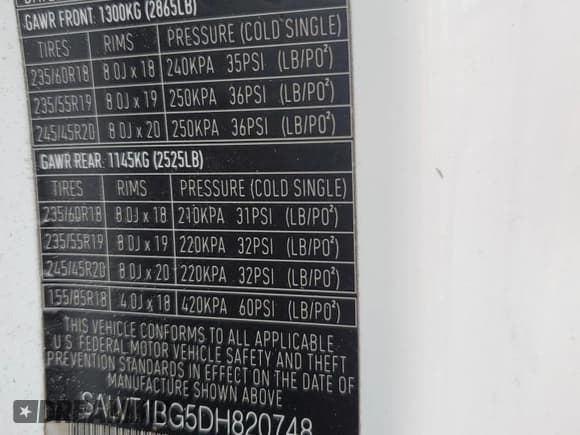 GAWR FRONT: 1300KG (2865LB)
TIRES RIMS PRESSURE (COLD SINGLE)
235/60R18 8.0J x 18 240KPA 35PSI (LB/PO²)
235/55R19 8.0J x 19 250KPA 36PSI (LB/PO²)
245/45R20 8.0J x 20 250KPA 36PSI (LB/PO²)
GAWR REAR: 1145KG (2525LB)
TIRES RIMS PRESSURE (COLD SINGLE)
235/60R18 8.0J x 18 210KPA 31PSI (LB/PO²)
235/55R19 8.0J x 19 220KPA 32PSI (LB/PO²)
245/45R20 8.0J x 20 220KPA 32PSI (LB/PO²)
155/85R18 4.0J x 18 420KPA 60PSI (LB/PO²)
THIS VEHICLE CONFORMS TO ALL APPLICABLE
U.S FEDERAL MOTOR VEHICLE SAFETY AND THEFT
PREVENTION STANDARDS IN EFFECT ON THE DATE OF
MANUFACTURE SHOWN ABOVE
SALVT1BG5DH820748